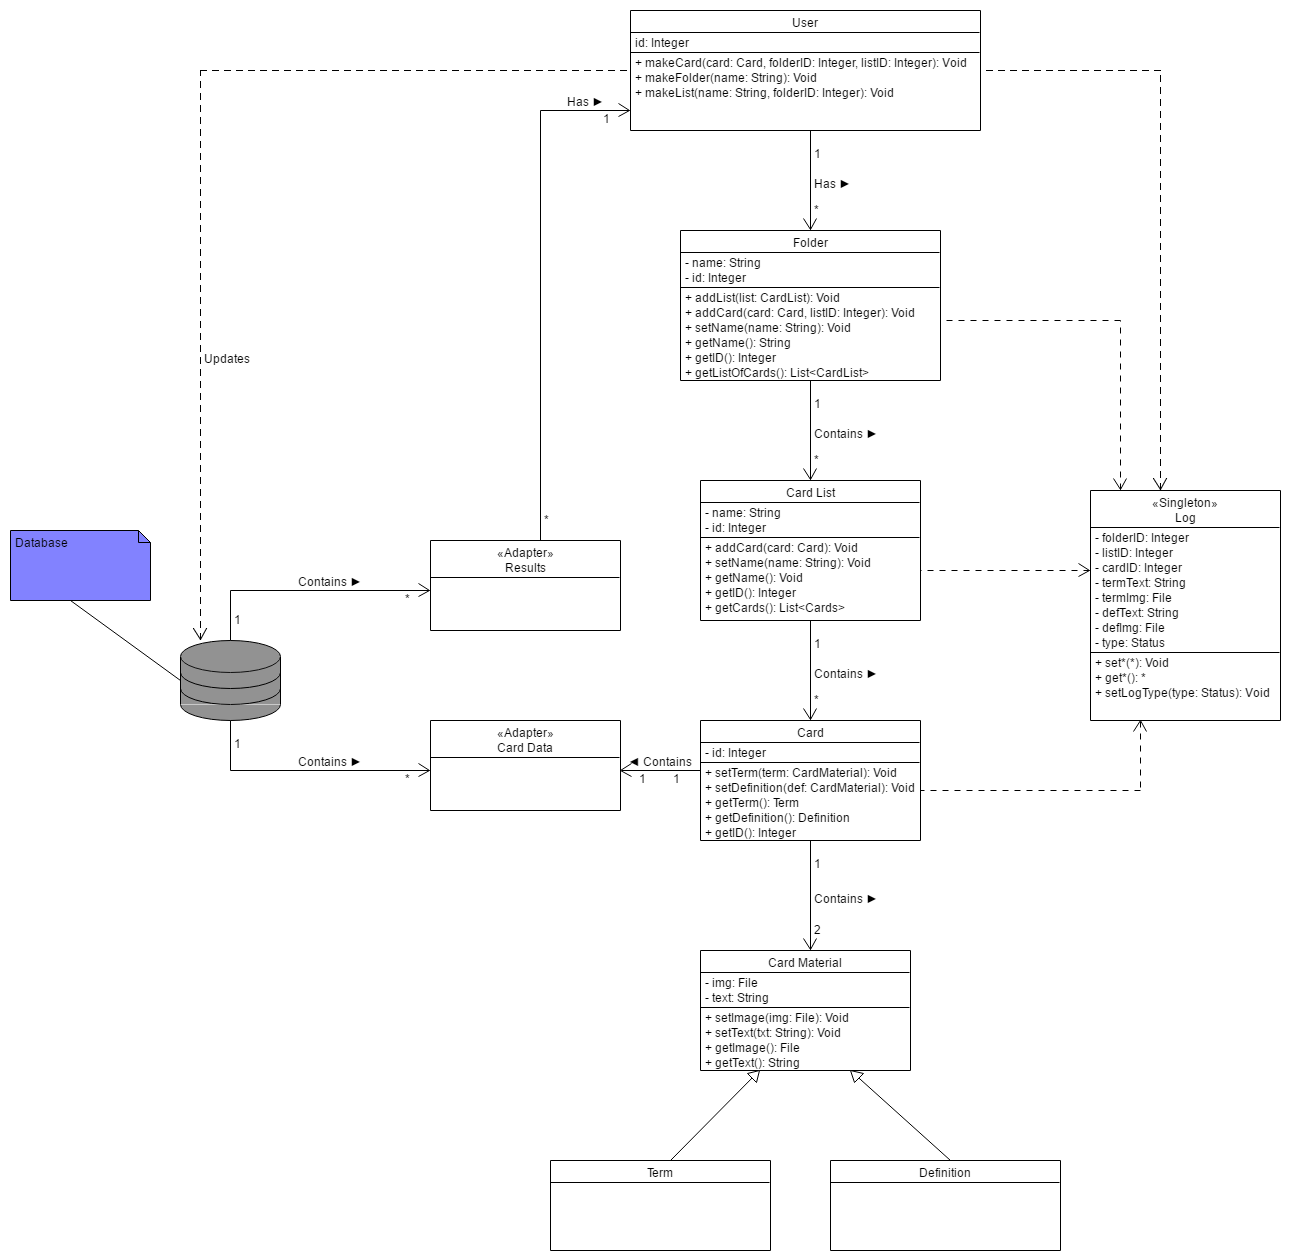 User
id: Integer
+ makeCard(card: Card, folderID: Integer, listID: Integer): Void
+ makeFolder(name: String): Void
+ makeList(name: String, folderID: Integer): Void
Has ►
1
1
Has ►
*
Folder
- name: String
- id: Integer
+ addList(list: CardList): Void
+ addCard(card: Card, listID: Integer): Void
+ setName(name: String): Void
+ getName(): String
+ getID(): Integer
+ getListOfCards(): List<CardList>
Updates
1
Contains ►
*
Card List
- name: String
- id: Integer
+ addCard(card: Card): Void
+ setName(name: String): Void
+ getName(): Void
+ getID(): Integer
+ getCards(): List<Cards>
«Singleton»
Log
- folderID: Integer
- listID: Integer
- cardID: Integer
- termText: String
- termImg: File
- defText: String
- defImg: File
- type: Status
+ set*(*): Void
+ get*(): *
+ setLogType(type: Status): Void
*
Database
«Adapter»
Results
Contains ►
*
1
1
Contains ►
*
1
Contains ►
*
«Adapter»
Card Data
◄ Contains
1
1
Card
- id: Integer
+ setTerm(term: CardMaterial): Void
+ setDefinition(def: CardMaterial): Void
+ getTerm(): Term
+ getDefinition(): Definition
+ getID(): Integer
1
Contains ►
2
Card Material
- img: File
- text: String
+ setImage(img: File): Void
+ setText(txt: String): Void
+ getImage(): File
+ getText(): String
Term
Definition